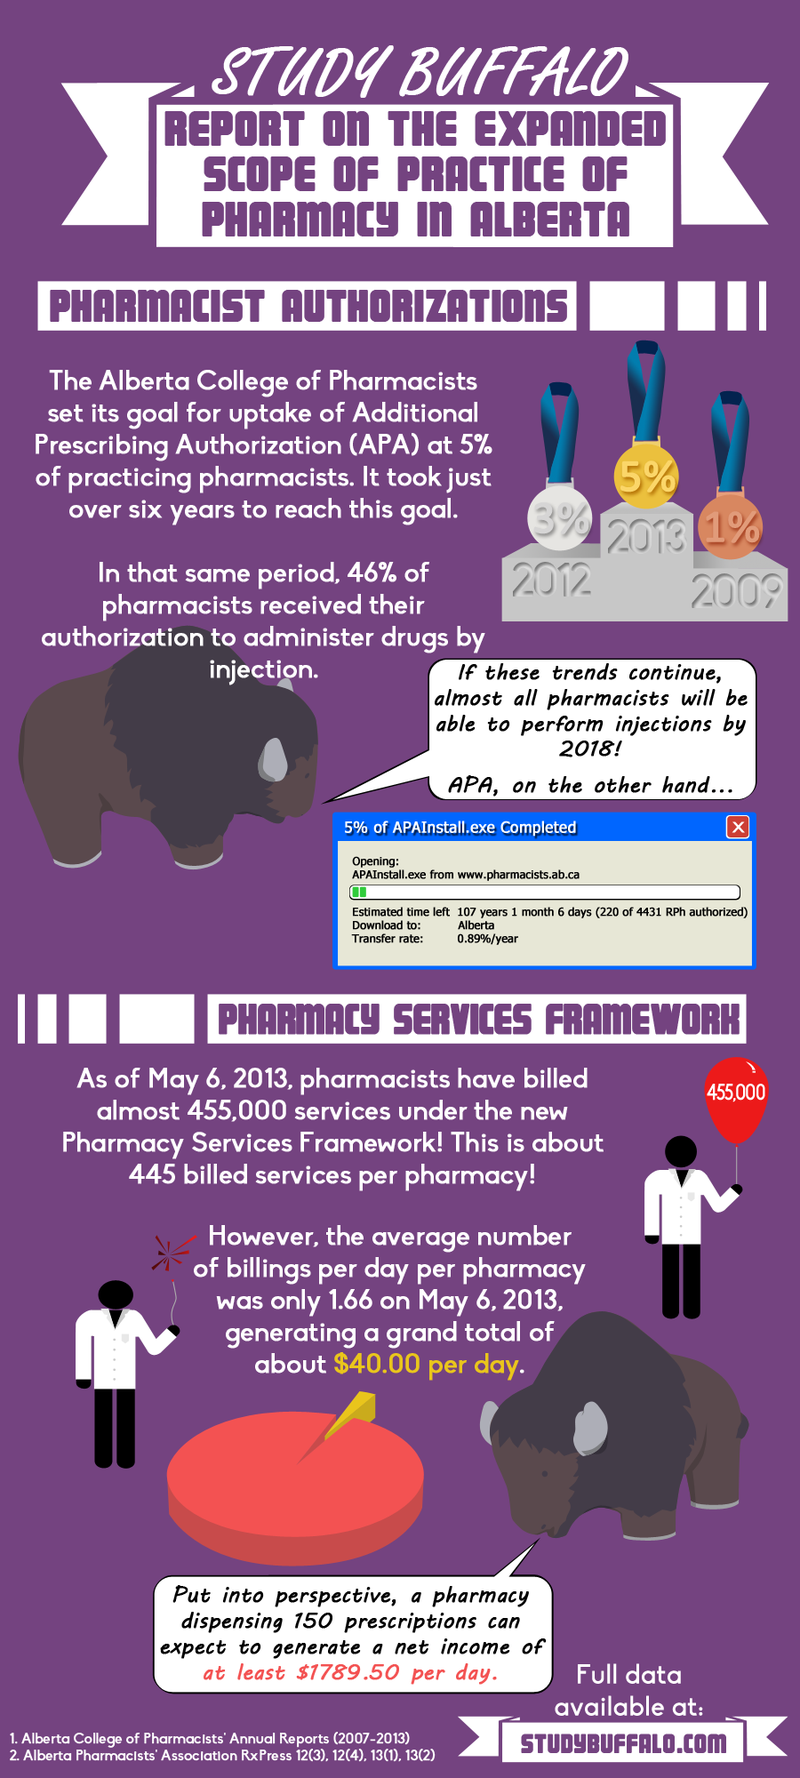 STUDY BUFFALO
REPORT ON THE EXPANDED
SCOPE OF PRACTICE OF
PHARMACY IN ALBERTA
PHARMACIST AUTHORIZATIONS
The Alberta College of Pharmacists
set its goal for uptake of Additional
Prescribing Authorization (APA) at 5%
of practicing pharmacists. It took just
over six years to reach this goal.
3%
5%
1%
2012
2013
2009
In that same period, 46% of
pharmacists received their
authorization to administer drugs by
injection.
If these trends continue,
almost all pharmacists will be
able to perform injections by
2018!
APA, on the other hand...
5% of APAInstall.exe Completed
Opening:
APAInstall.exe from www.pharmacists.ab.ca
Estimated time left 107 years 1 month 6 days (220 of 4431 RPh authorized)
Download to: Alberta
Transfer rate: 0.89%/year
PHARMACY SERVICES FRAMEWORK
As of May 6, 2013, pharmacists have billed
almost 455,000 services under the new
Pharmacy Services Framework! This is about
445 billed services per pharmacy!
455,000
However, the average number
of billings per day per pharmacy
was only 1.66 on May 6, 2013,
generating a grand total of
about $40.00 per day.
Put into perspective, a pharmacy
dispensing 150 prescriptions can
expect to generate a net income of
at least $1789.50 per day.
Full data
available at:
STUDYBUFFALO.COM
1. Alberta College of Pharmacists' Annual Reports (2007-2013)
2. Alberta Pharmacists' Association RxPress 12(3), 12(4), 13(1), 13(2)